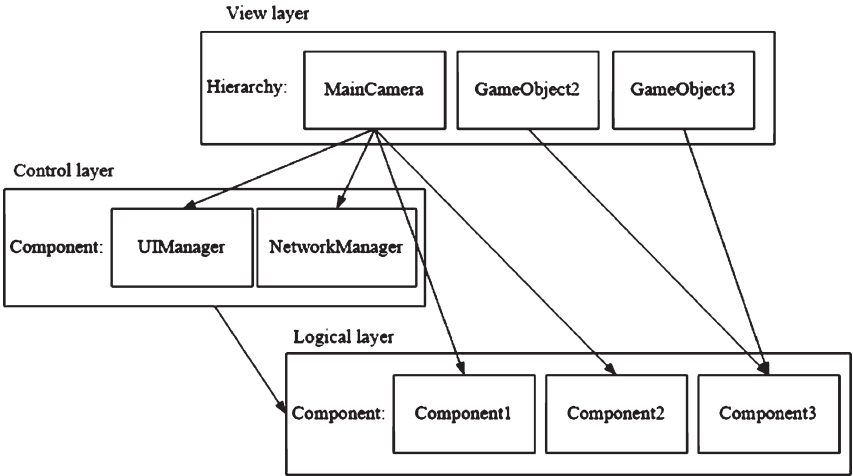 View layer
Hierarchy: MainCamera GameObject2 GameObject3
Control layer
Component: UIManager NetworkManager
Logical layer
Component: Component1 Component2 Component3